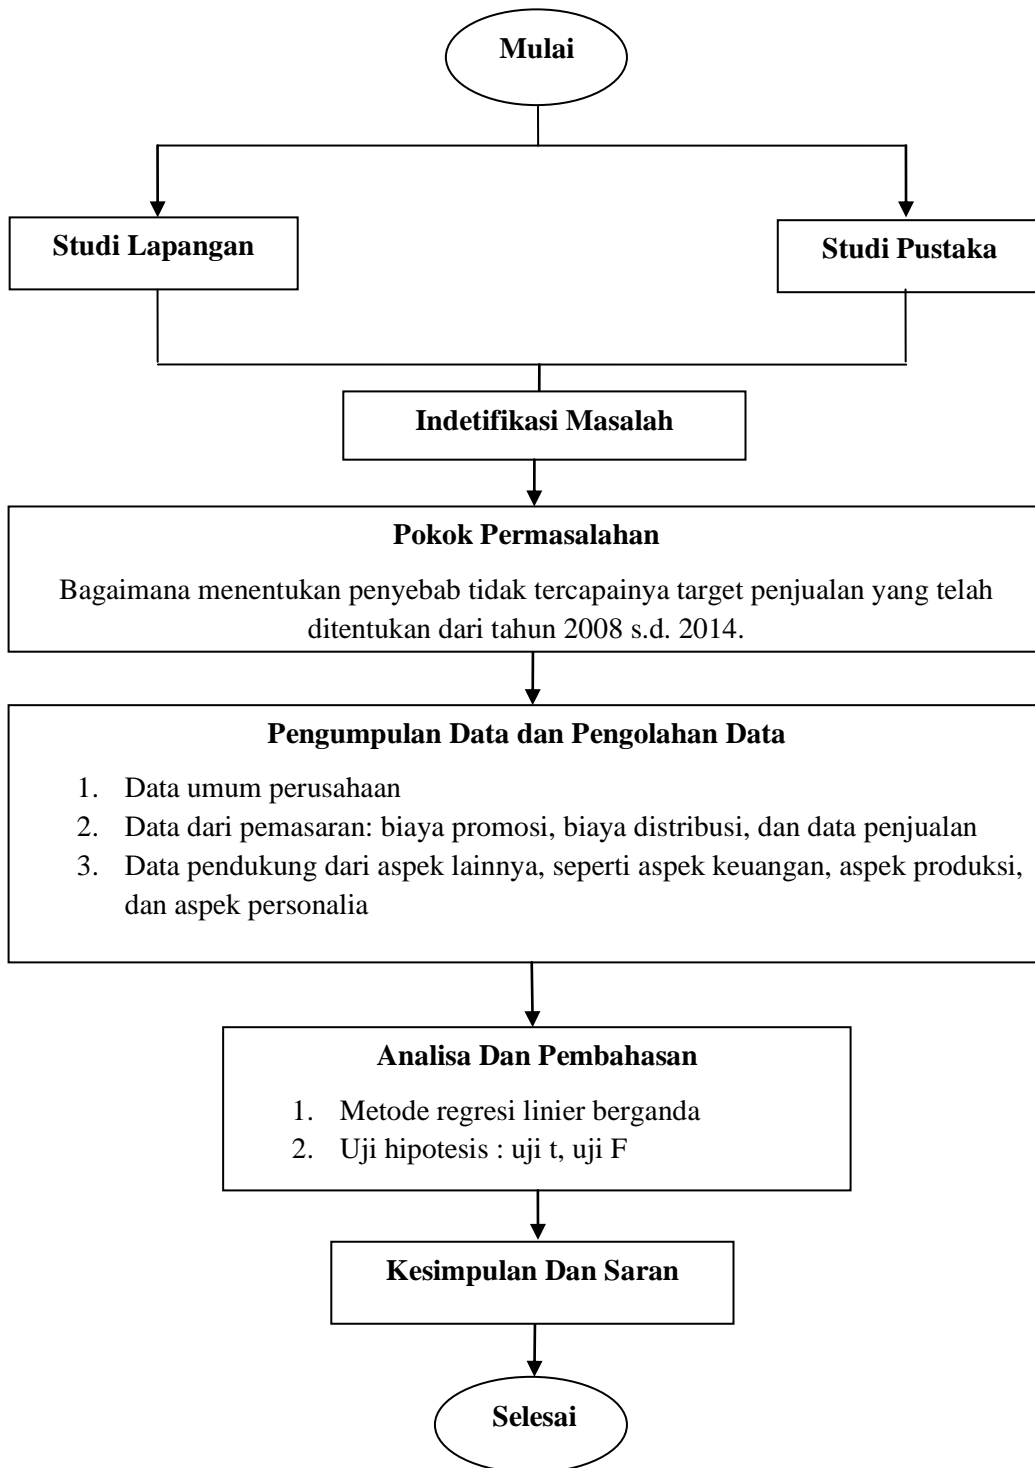 Mulai
Studi Lapangan
Studi Pustaka
Indetifikasi Masalah
Pokok Permasalahan
Bagaimana menentukan penyebab tidak tercapainya target penjualan yang telah
ditentukan dari tahun 2008 s.d. 2014.
Pengumpulan Data dan Pengolahan Data
1. Data umum perusahaan
2. Data dari pemasaran: biaya promosi, biaya distribusi, dan data penjualan
3. Data pendukung dari aspek lainnya, seperti aspek keuangan, aspek produksi,
dan aspek personalia
Analisa Dan Pembahasan
1. Metode regresi linier berganda
2. Uji hipotesis : uji t, uji F
Kesimpulan Dan Saran
Selesai